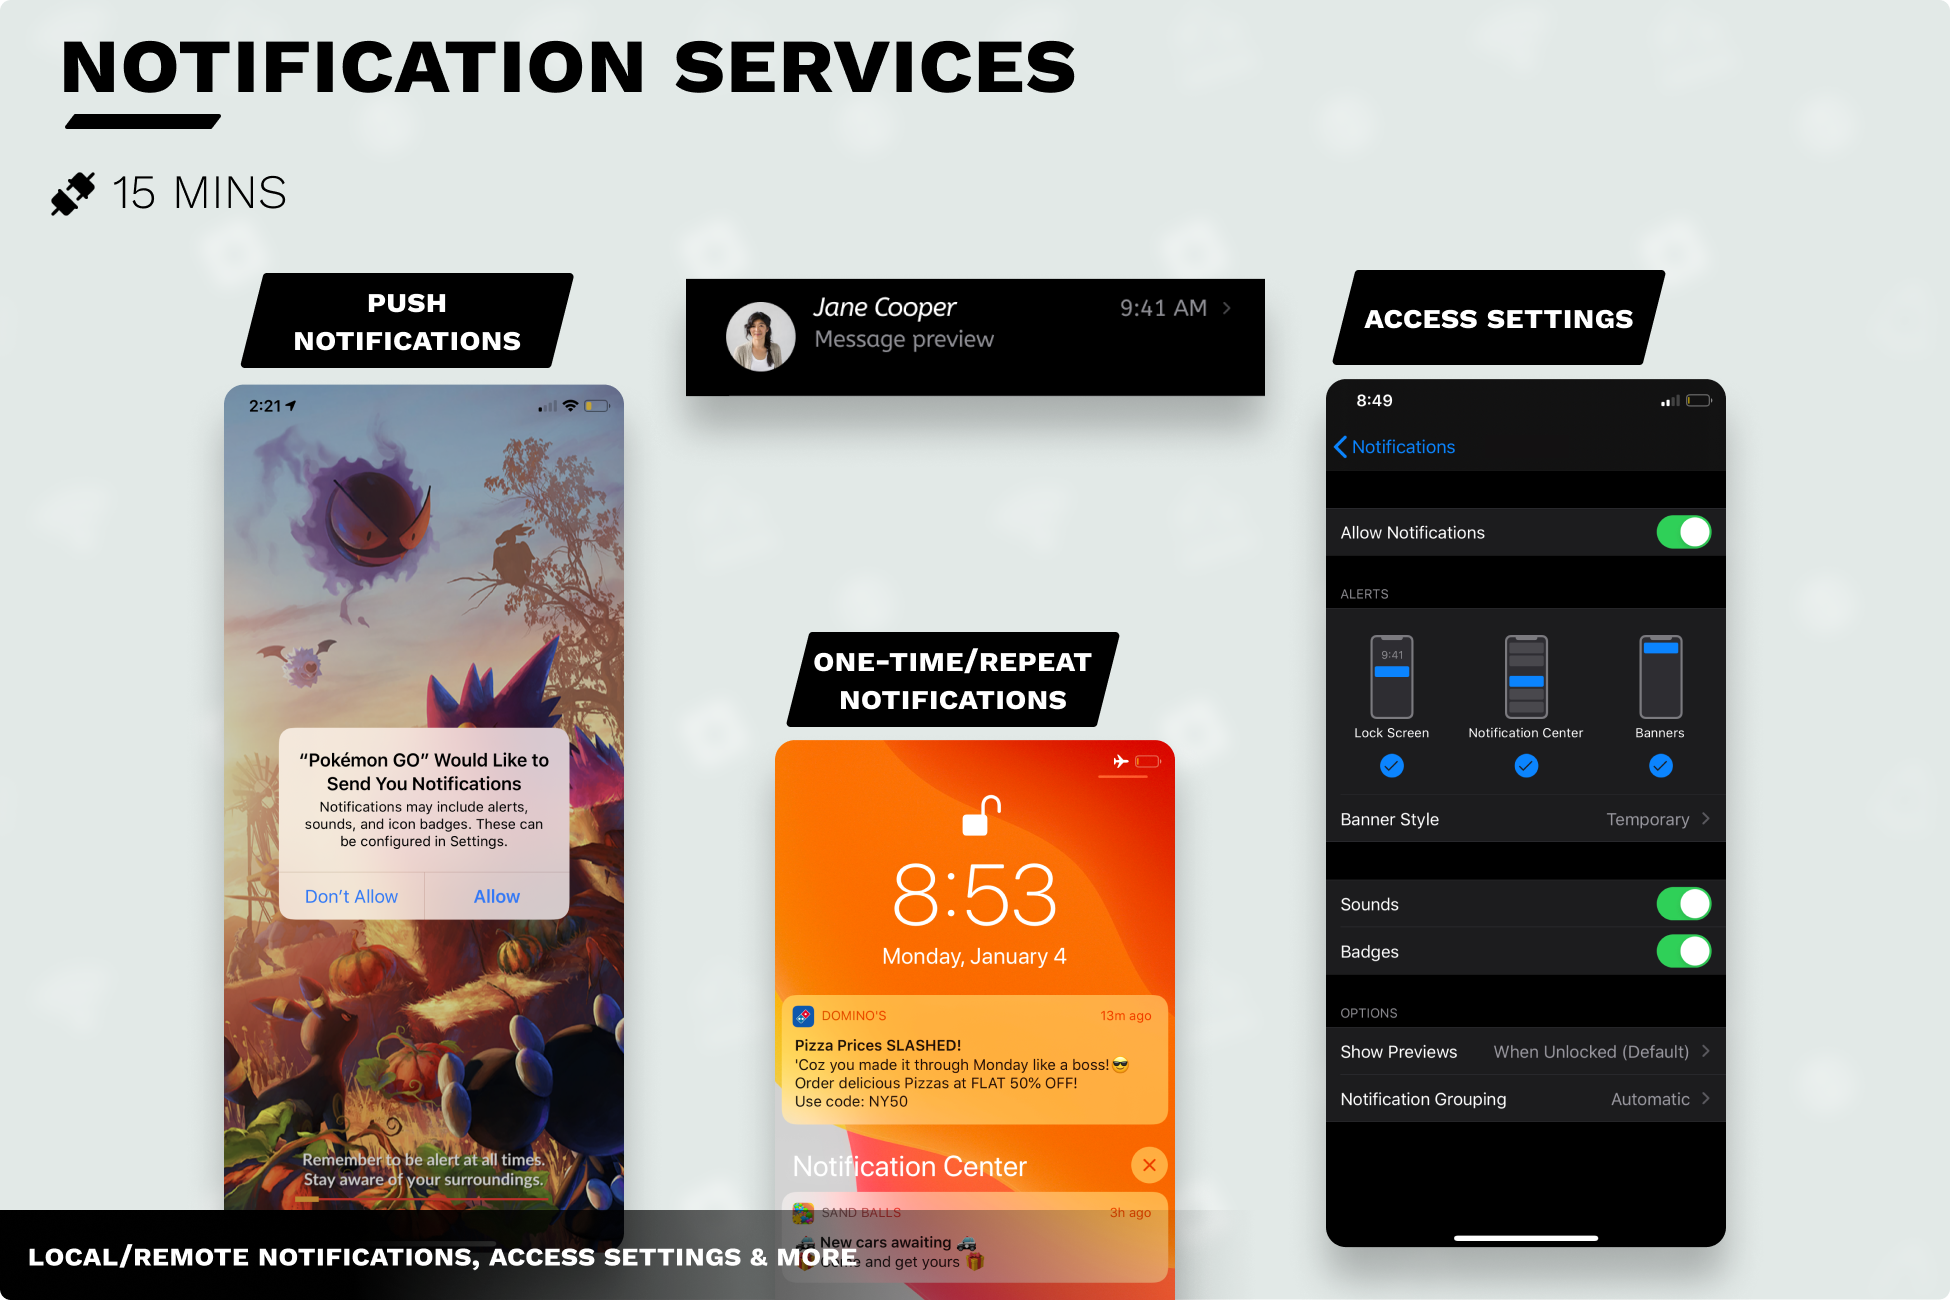 NOTIFICATION SERVICES
15 MINS
PUSH
NOTIFICATIONS
2:21
“Pokémon GO” Would Like to
Send You Notifications
Notifications may include alerts,
sounds, and icon badges. These can
be configured in Settings.
Don’t Allow
Allow
Remember to be alert at all times.
Stay aware of your surroundings.
Jane Cooper
9:41 AM
Message preview
ONE-TIME/REPEAT
NOTIFICATIONS
8:53
Monday, January 4
DOMINO'S
13m ago
Pizza Prices SLASHED!
'Coz you made it through Monday like a boss!😎
Order delicious Pizzas at FLAT 50% OFF!
Use code: NY50
Notification Center
SAND BALLS
3h ago
🚓 New cars awaiting 🚓
🎁 Come and get yours 🎁
ACCESS SETTINGS
8:49
Notifications
Allow Notifications
ALERTS
9:41
Lock Screen
Notification Center
Banners
Banner Style
Temporary
Sounds
Badges
OPTIONS
Show Previews
When Unlocked (Default)
Notification Grouping
Automatic
LOCAL/REMOTE NOTIFICATIONS, ACCESS SETTINGS & MORE